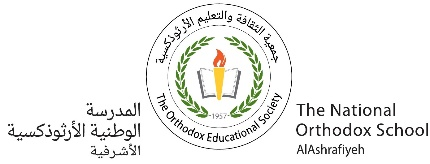 جمعية الثقافة والتعليم الأرثوذكسية
-1957-
The Orthodox Educational Society
المدرسة
الوطنية الأرثوذكسية
الأشرفية
The National
Orthodox School
AlAshrafiyeh